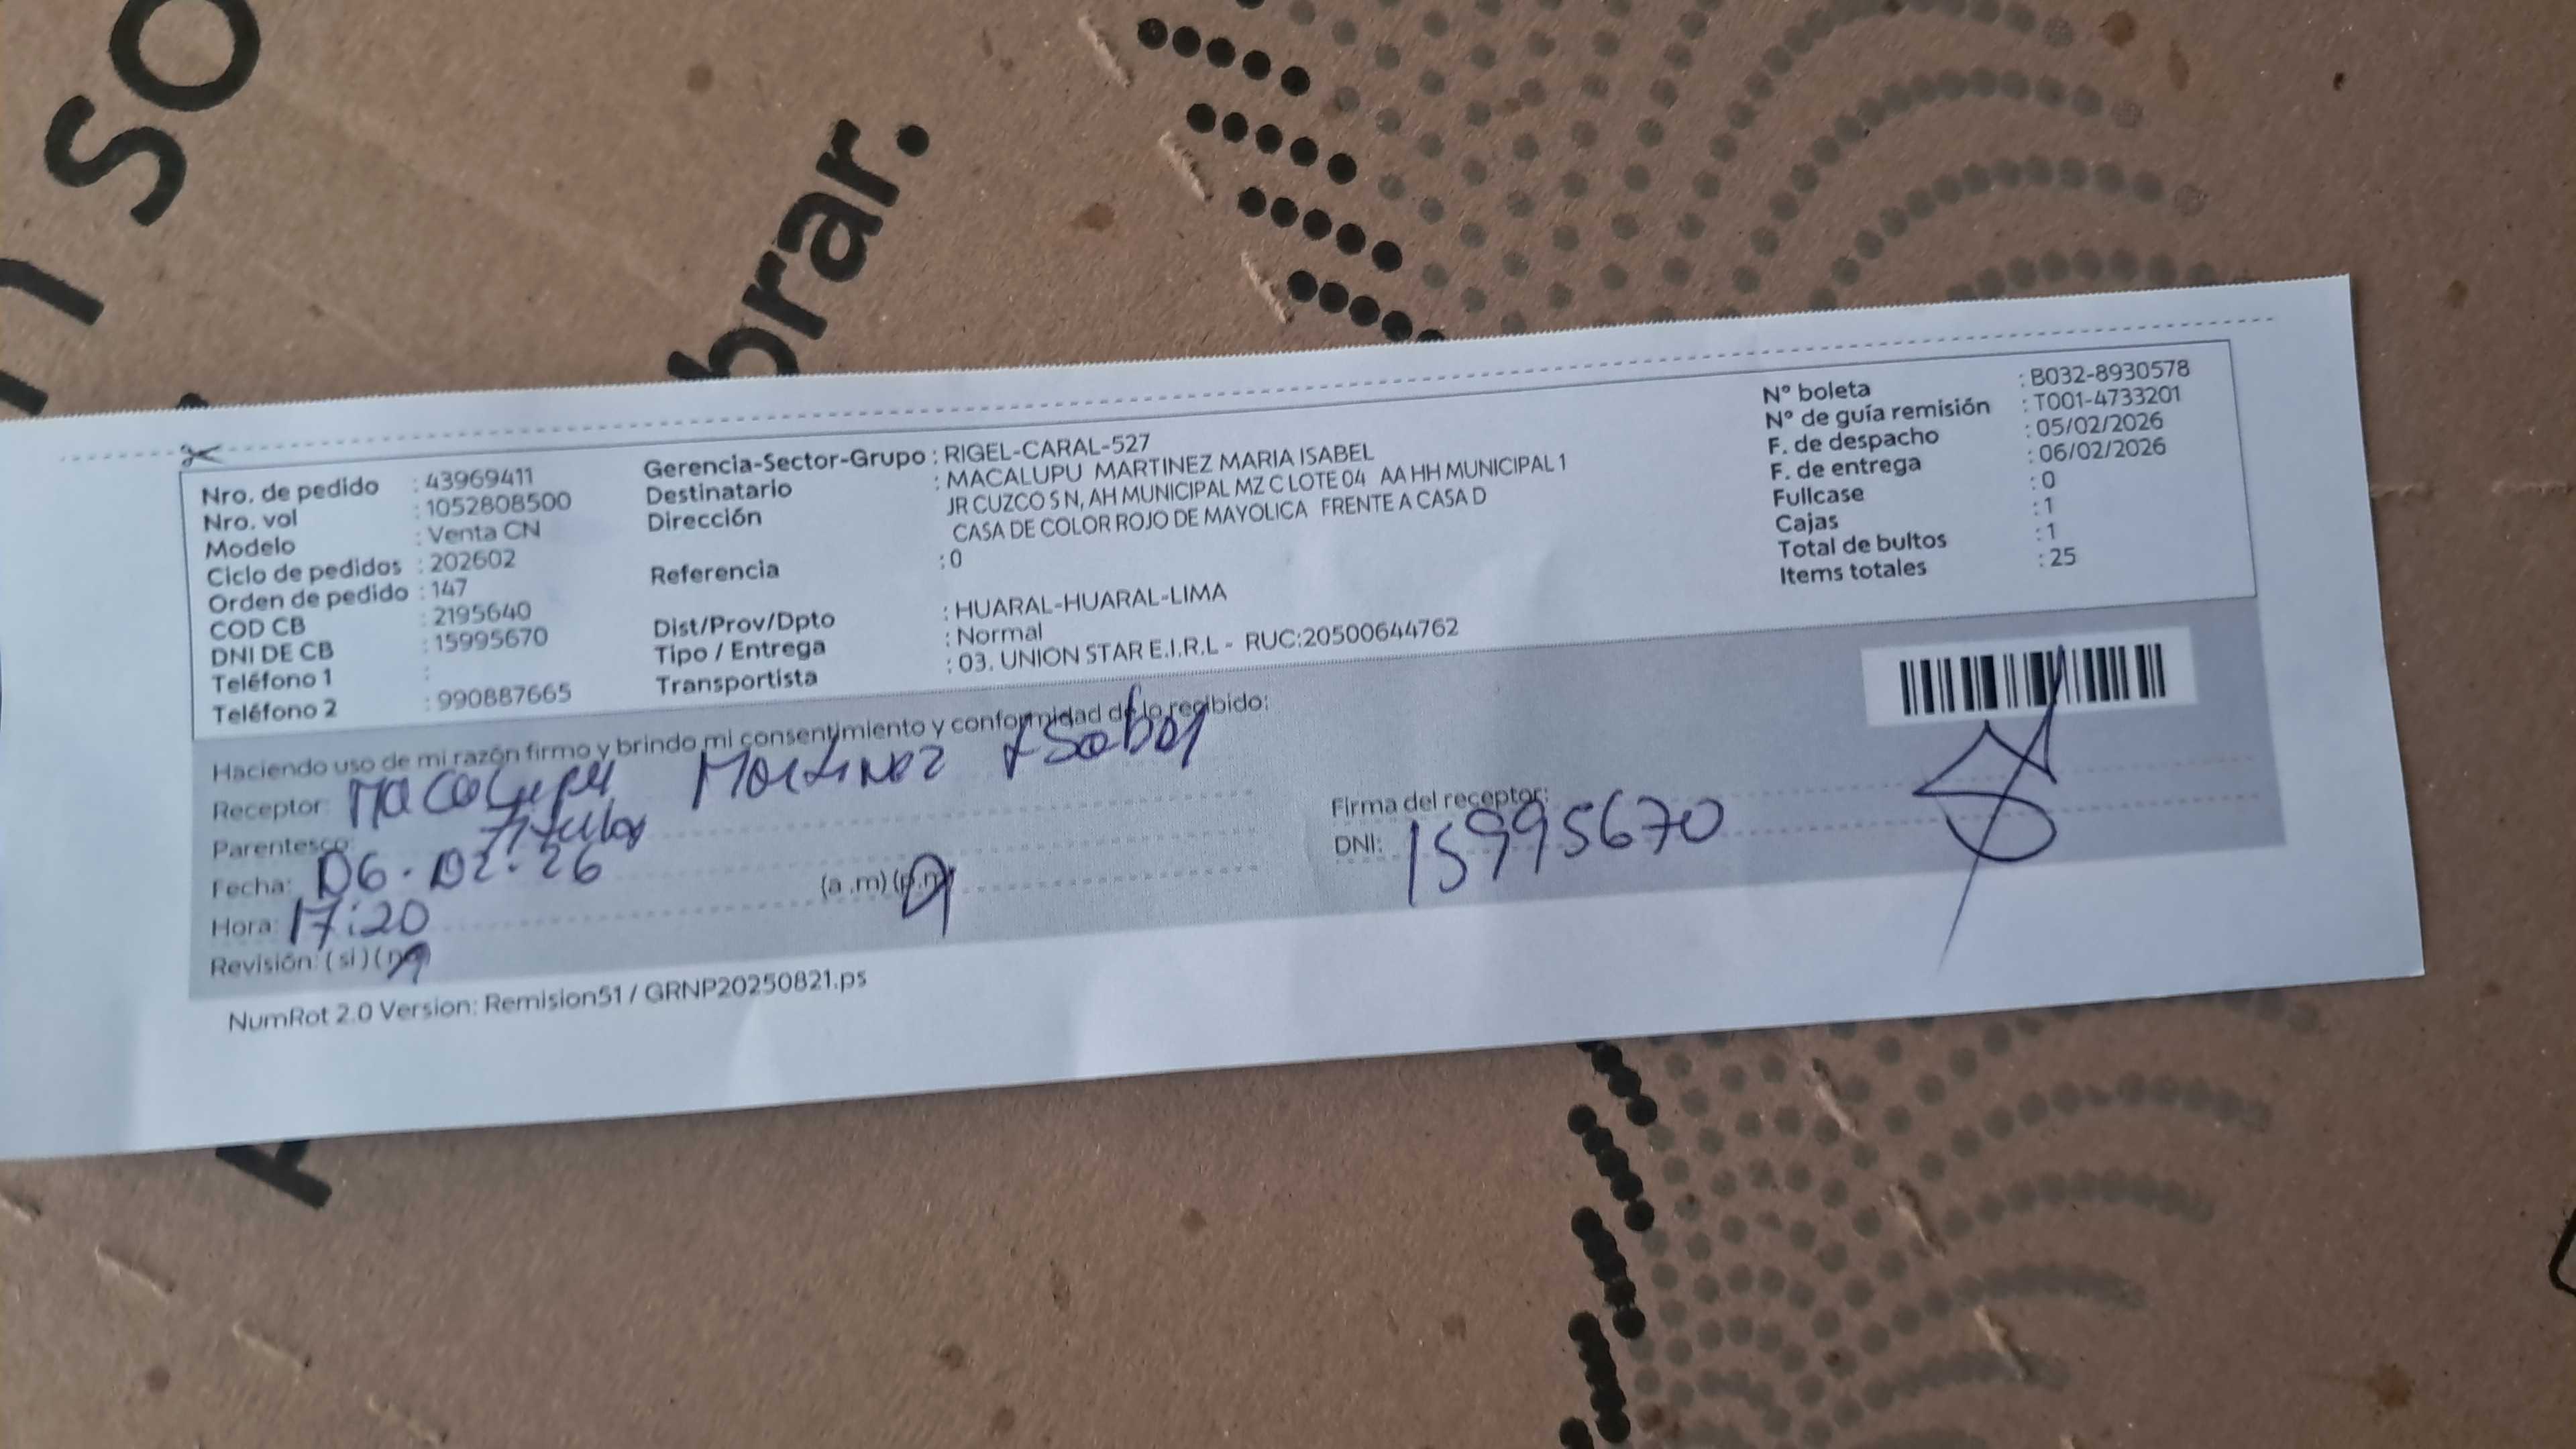 so
brar.
Nro. de pedido : 43969411
Nro. vol : 1052808500
Modelo : Venta CN
Ciclo de pedidos : 202602
Orden de pedido : 147
COD CB : 2195640
DNI DE CB : 15995670
Teléfono 1 :
Teléfono 2 : 990887665
Gerencia-Sector-Grupo : RIGEL-CARAL-527
Destinatario : MACALUPU MARTINEZ MARIA ISABEL
Dirección JR CUZCO S N, AH MUNICIPAL MZ C LOTE 04 AA HH MUNICIPAL 1
CASA DE COLOR ROJO DE MAYOLICA FRENTE A CASA D
Referencia : 0
Dist/Prov/Dpto : HUARAL-HUARAL-LIMA
Tipo / Entrega : Normal
Transportista : 03. UNION STAR E.I.R.L - RUC:20500644762
N° boleta : B032-8930578
N° de guía remisión : T001-4733201
F. de despacho : 05/02/2026
F. de entrega : 06/02/2026
Fullcase : 0
Cajas : 1
Total de bultos : 1
Items totales : 25
Haciendo uso de mi razón firmo y brindo mi consentimiento y conformidad de lo recibido:
Receptor: Macalupu Martinez Isabel
Parentesco: Titular
Fecha: 06.02.26
Hora: 17:20 (a .m) (p.m)
Revisión: ( si ) ( no )
Firma del receptor:
DNI: 15995670
NumRot 2.0 Version: Remision51 / GRNP20250821.ps